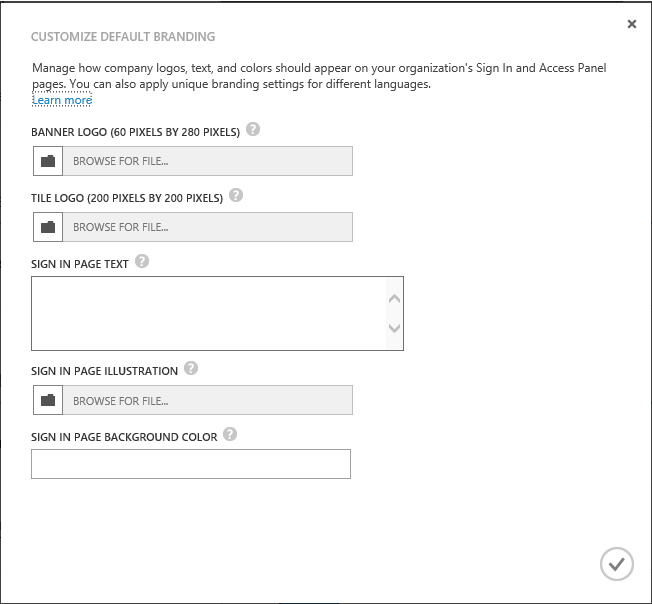 CUSTOMIZE DEFAULT BRANDING
Manage how company logos, text, and colors should appear on your organization's Sign In and Access Panel
pages. You can also apply unique branding settings for different languages.
Learn more
BANNER LOGO (60 PIXELS BY 280 PIXELS) ?
BROWSE FOR FILE...
TILE LOGO (200 PIXELS BY 200 PIXELS) ?
BROWSE FOR FILE...
SIGN IN PAGE TEXT ?
SIGN IN PAGE ILLUSTRATION ?
BROWSE FOR FILE...
SIGN IN PAGE BACKGROUND COLOR ?